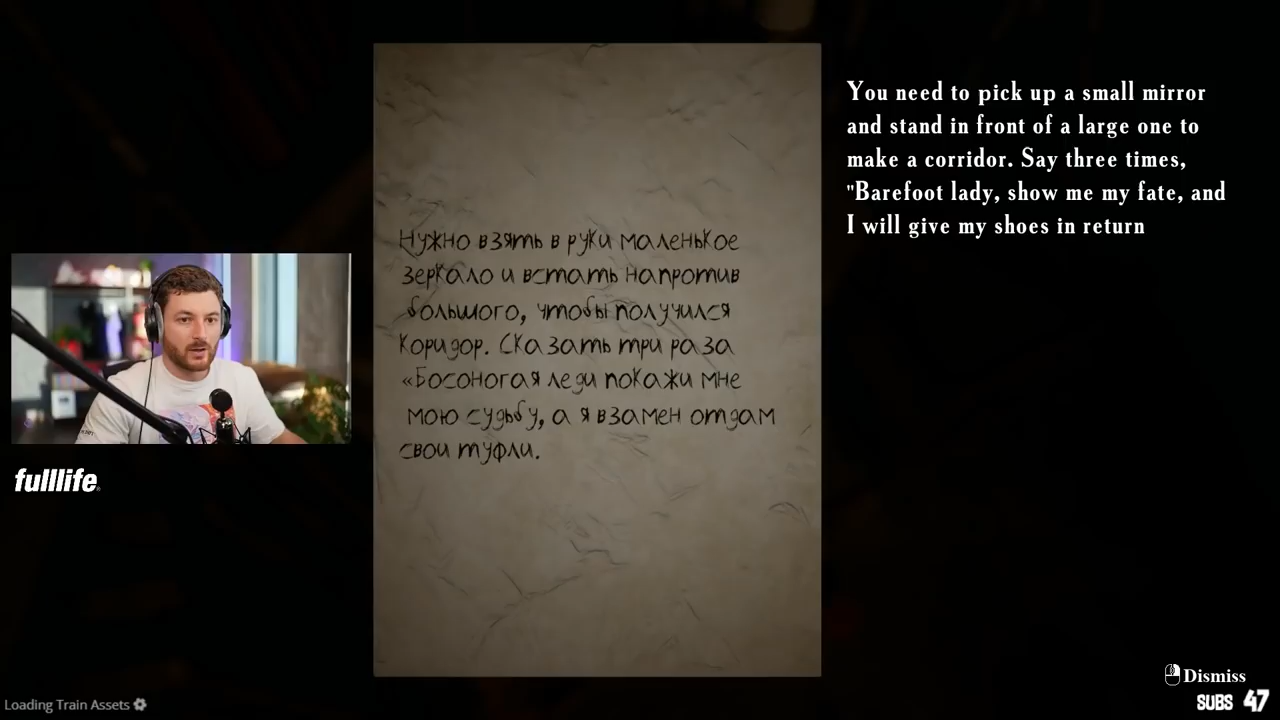 You need to pick up a small mirror
and stand in front of a large one to
make a corridor. Say three times,
"Barefoot lady, show me my fate, and
I will give my shoes in return
Нужно взять в руки маленькое
зеркало и встать напротив
большого, чтобы получился
коридор. Сказать три раза
«Босоногая леди покажи мне
мою судьбу, а я взамен отдам
свои туфли.
fulllife
Dismiss
SUBS 47
Loading Train Assets